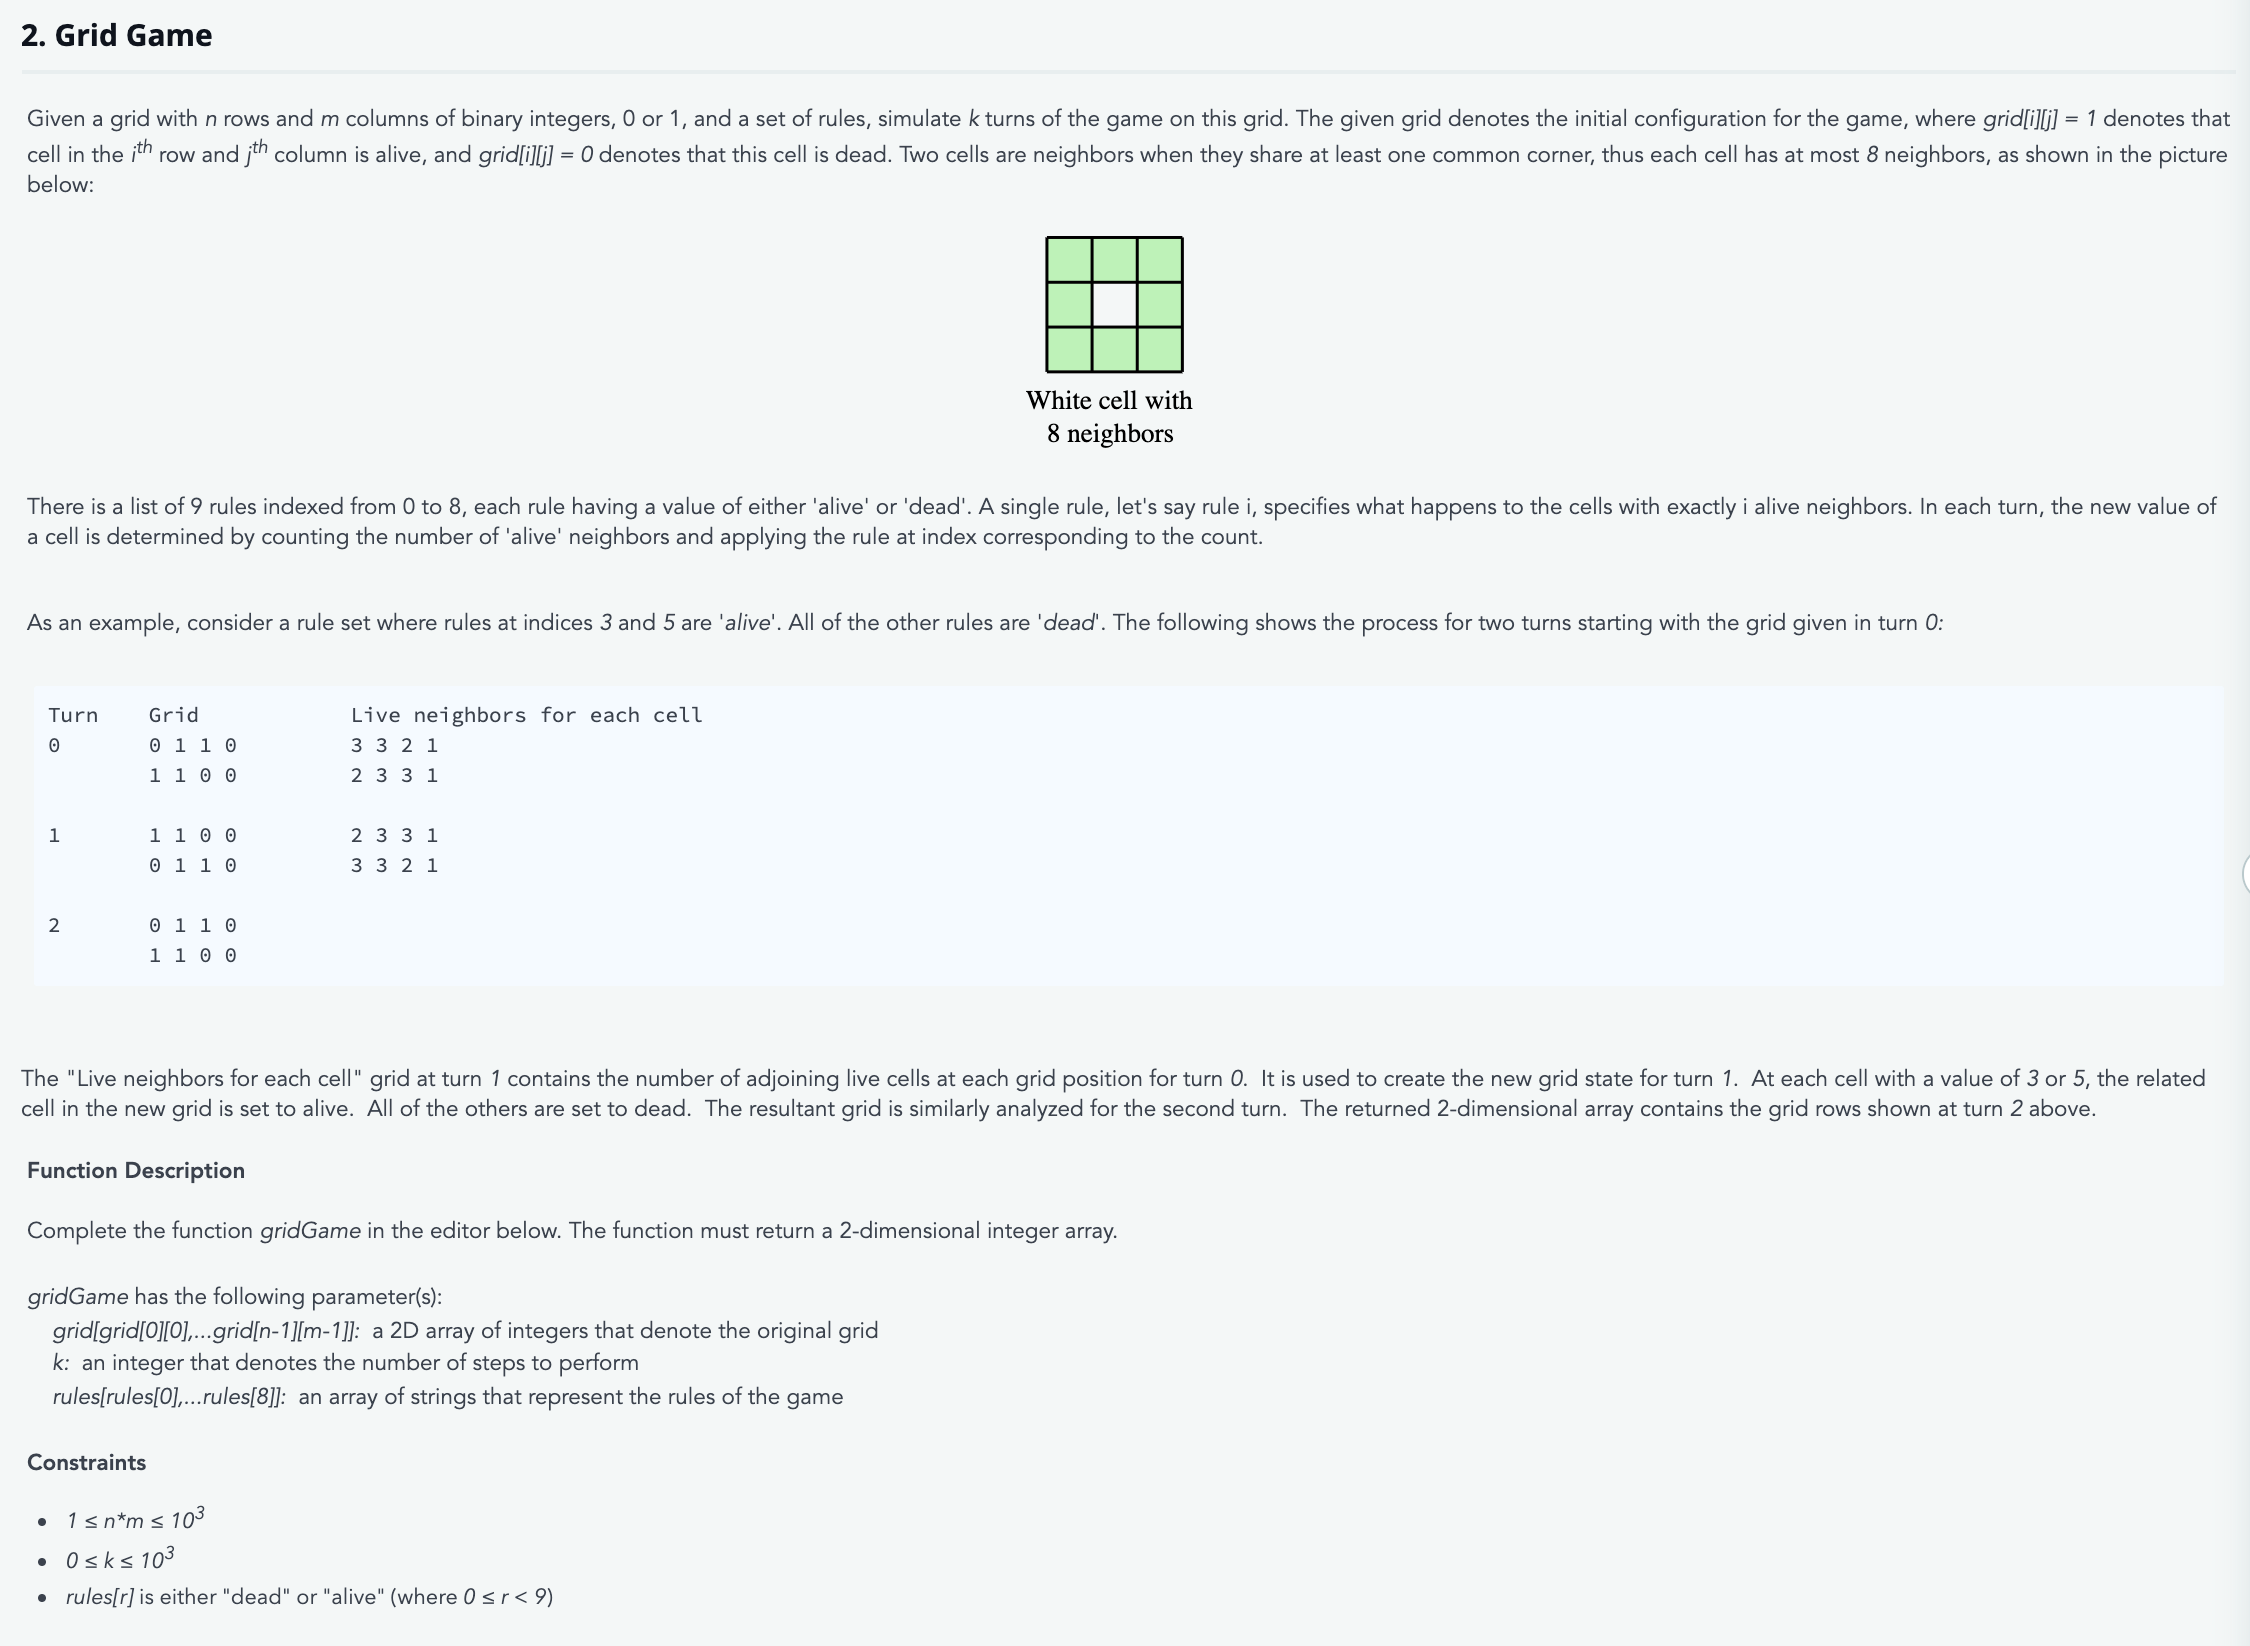 2. Grid Game
Given a grid with n rows and m columns of binary integers, 0 or 1, and a set of rules, simulate k turns of the game on this grid. The given grid denotes the initial configuration for the game, where grid[i][j] = 1 denotes that
cell in the ith row and jth column is alive, and grid[i][j] = 0 denotes that this cell is dead. Two cells are neighbors when they share at least one common corner, thus each cell has at most 8 neighbors, as shown in the picture
below:
White cell with
8 neighbors
There is a list of 9 rules indexed from 0 to 8, each rule having a value of either 'alive' or 'dead'. A single rule, let's say rule i, specifies what happens to the cells with exactly i alive neighbors. In each turn, the new value of
a cell is determined by counting the number of 'alive' neighbors and applying the rule at index corresponding to the count.
As an example, consider a rule set where rules at indices 3 and 5 are 'alive'. All of the other rules are 'dead'. The following shows the process for two turns starting with the grid given in turn 0:
Turn Grid Live neighbors for each cell
0 0 1 1 0 3 3 2 1
1 1 0 0 2 3 3 1
1 1 1 0 0 2 3 3 1
0 1 1 0 3 3 2 1
2 0 1 1 0
1 1 0 0
The "Live neighbors for each cell" grid at turn 1 contains the number of adjoining live cells at each grid position for turn 0. It is used to create the new grid state for turn 1. At each cell with a value of 3 or 5, the related
cell in the new grid is set to alive. All of the others are set to dead. The resultant grid is similarly analyzed for the second turn. The returned 2-dimensional array contains the grid rows shown at turn 2 above.
Function Description
Complete the function gridGame in the editor below. The function must return a 2-dimensional integer array.
gridGame has the following parameter(s):
grid[grid[0][0],...grid[n-1][m-1]]: a 2D array of integers that denote the original grid
k: an integer that denotes the number of steps to perform
rules[rules[0],...rules[8]]: an array of strings that represent the rules of the game
Constraints
• 1 ≤ n*m ≤ 10³
• 0 ≤ k ≤ 10³
• rules[r] is either "dead" or "alive" (where 0 ≤ r < 9)